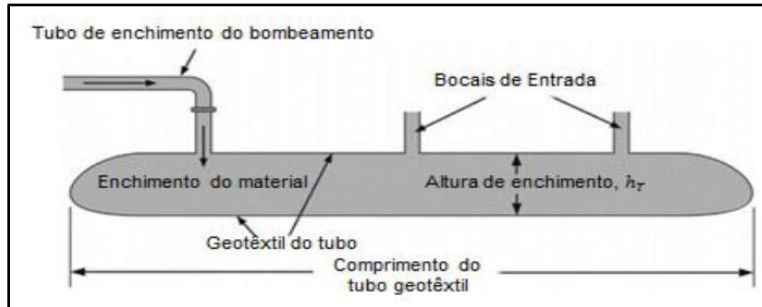 Tubo de enchimento do bombeamento
Bocais de Entrada
Enchimento do material
Altura de enchimento, h_T
Geotêxtil do tubo
Comprimento do
tubo geotêxtil